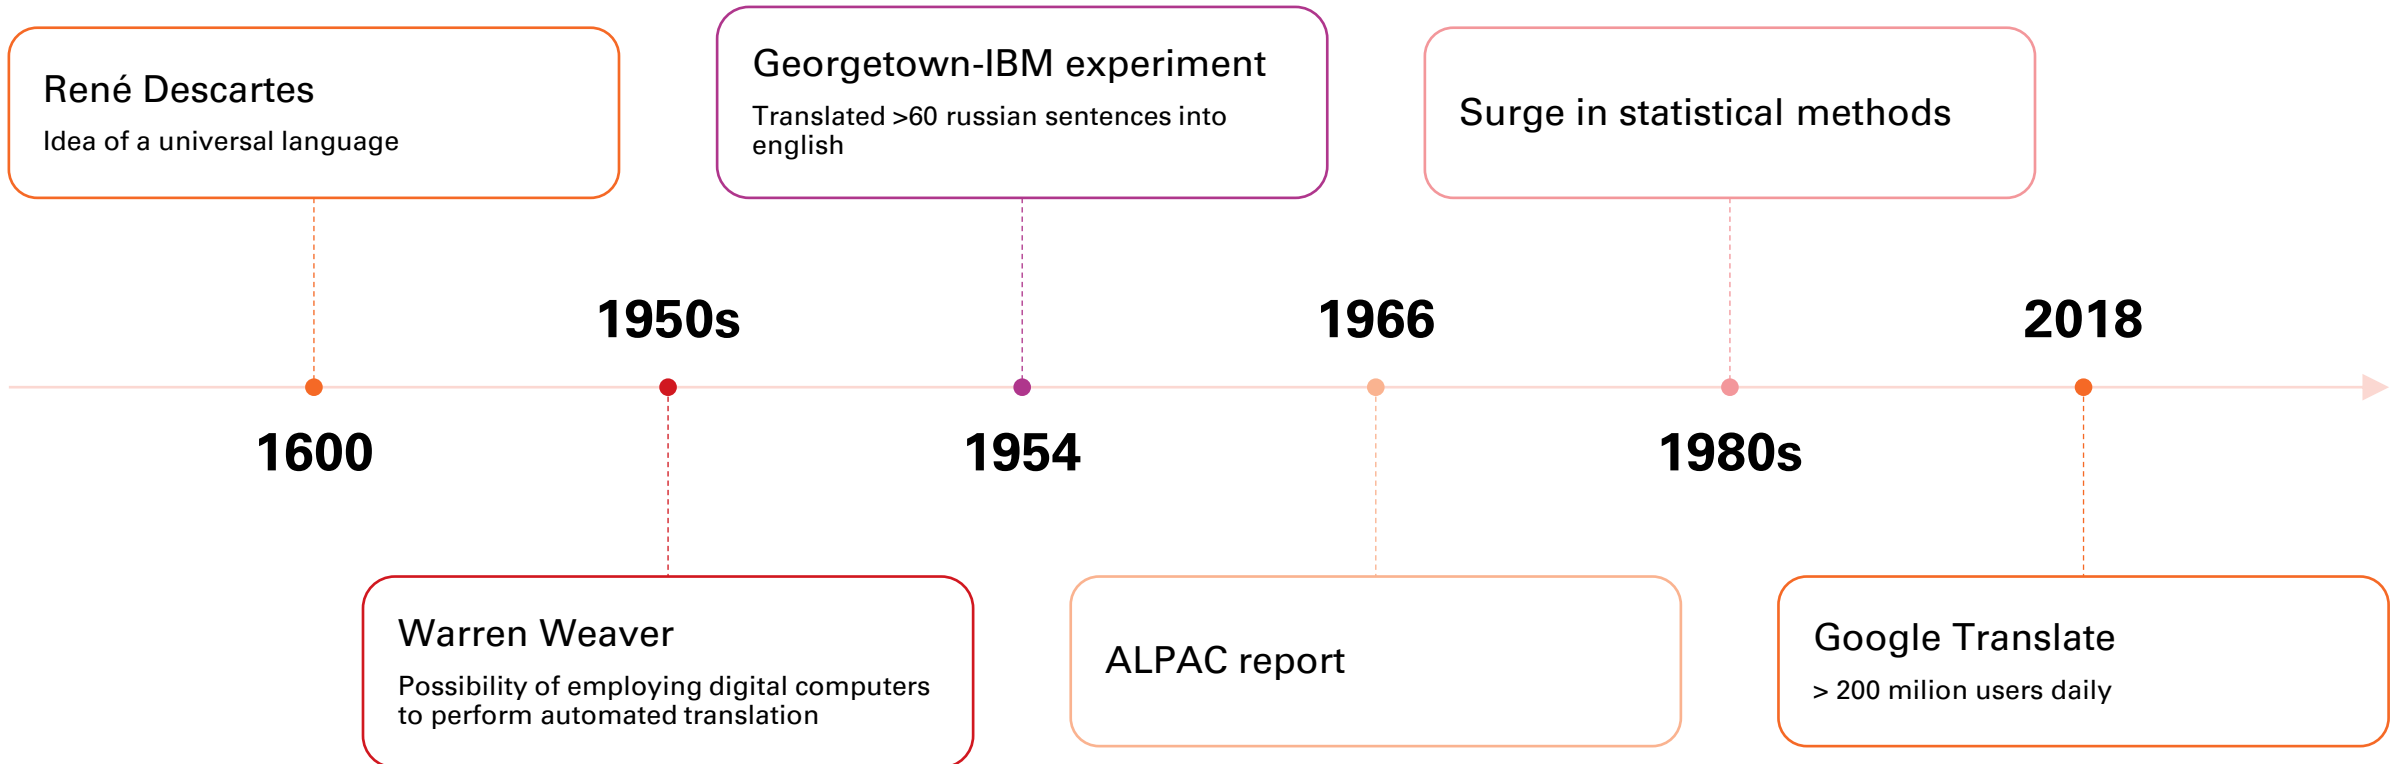 René Descartes
Idea of a universal language
Georgetown-IBM experiment
Translated >60 russian sentences into
english
Surge in statistical methods
1950s
1966
2018
1600
1954
1980s
Warren Weaver
Possibility of employing digital computers
to perform automated translation
ALPAC report
Google Translate
> 200 milion users daily